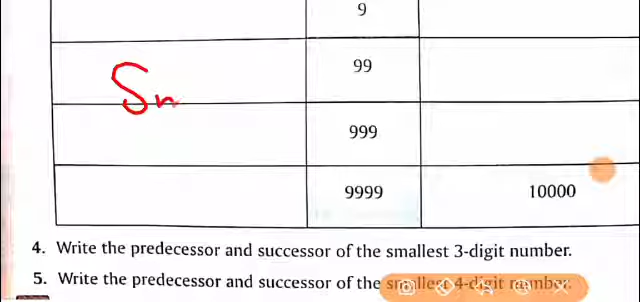 9
99
Sn
999
9999 10000
4. Write the predecessor and successor of the smallest 3-digit number.
5. Write the predecessor and successor of the smallest 4-digit number.